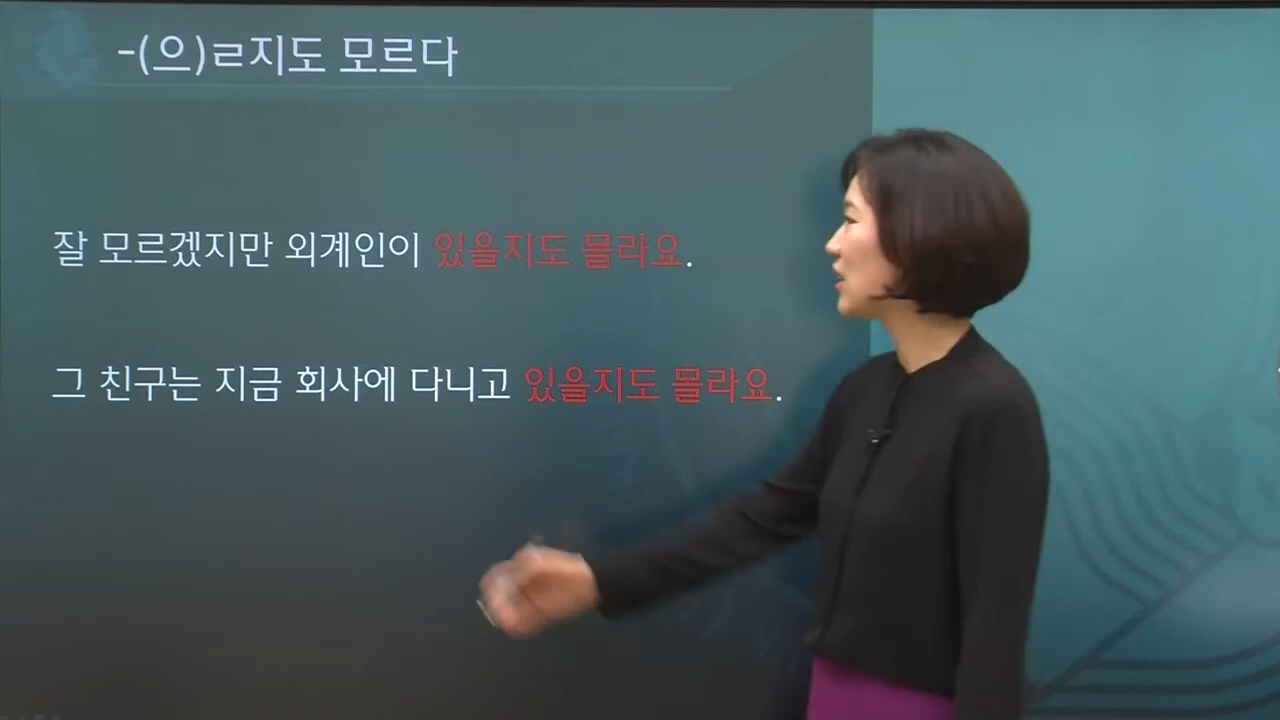 -(으)ㄹ지도 모르다
잘 모르겠지만 외계인이 있을지도 몰라요.
그 친구는 지금 회사에 다니고 있을지도 몰라요.